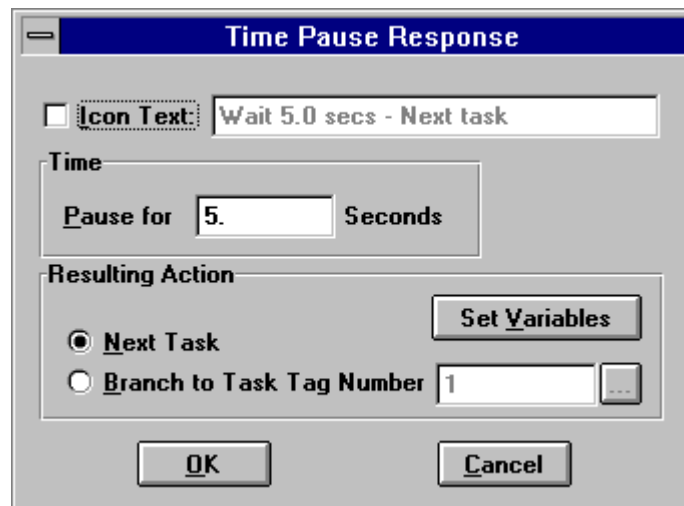 Time Pause Response
Icon Text: Wait 5.0 secs - Next task
Time
Pause for 5. Seconds
Resulting Action
Set Variables
Next Task
Branch to Task Tag Number 1 ...
OK Cancel